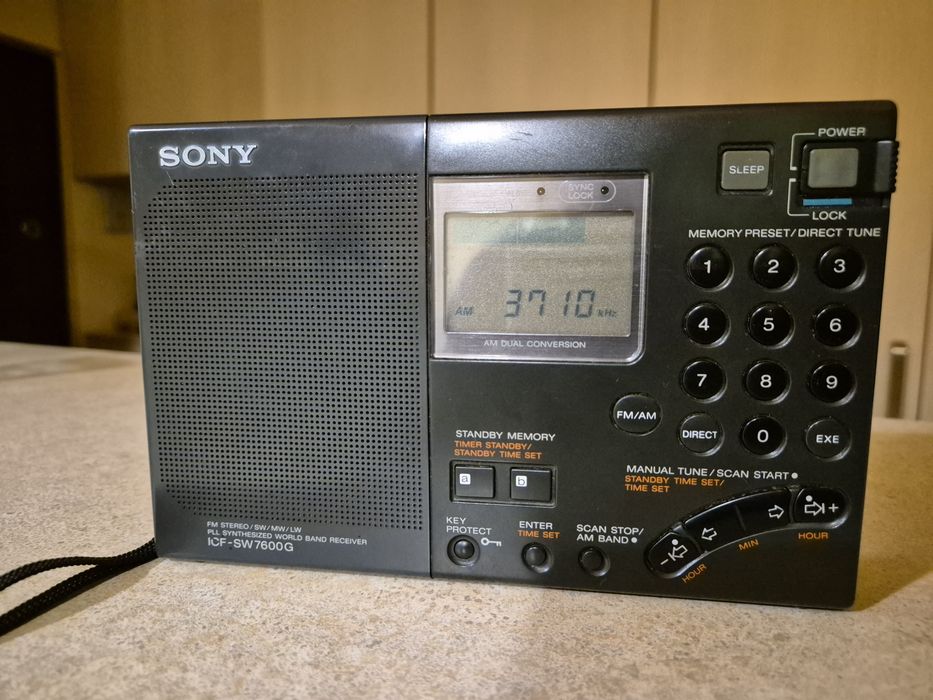 SONY
FM STEREO/SW/MW/LW
PLL SYNTHESIZED WORLD BAND RECEIVER
ICF-SW7600G
SYNC
LOCK
AM 3710 kHz
AM DUAL CONVERSION
SLEEP
POWER
LOCK
MEMORY PRESET/DIRECT TUNE
1 2 3
4 5 6
7 8 9
FM/AM DIRECT 0 EXE
STANDBY MEMORY
TIMER STANDBY/
STANDBY TIME SET
a b
KEY
PROTECT
ENTER
TIME SET
SCAN STOP/
AM BAND
MANUAL TUNE/SCAN START
STANDBY TIME SET/
TIME SET
- +
HOUR MIN HOUR